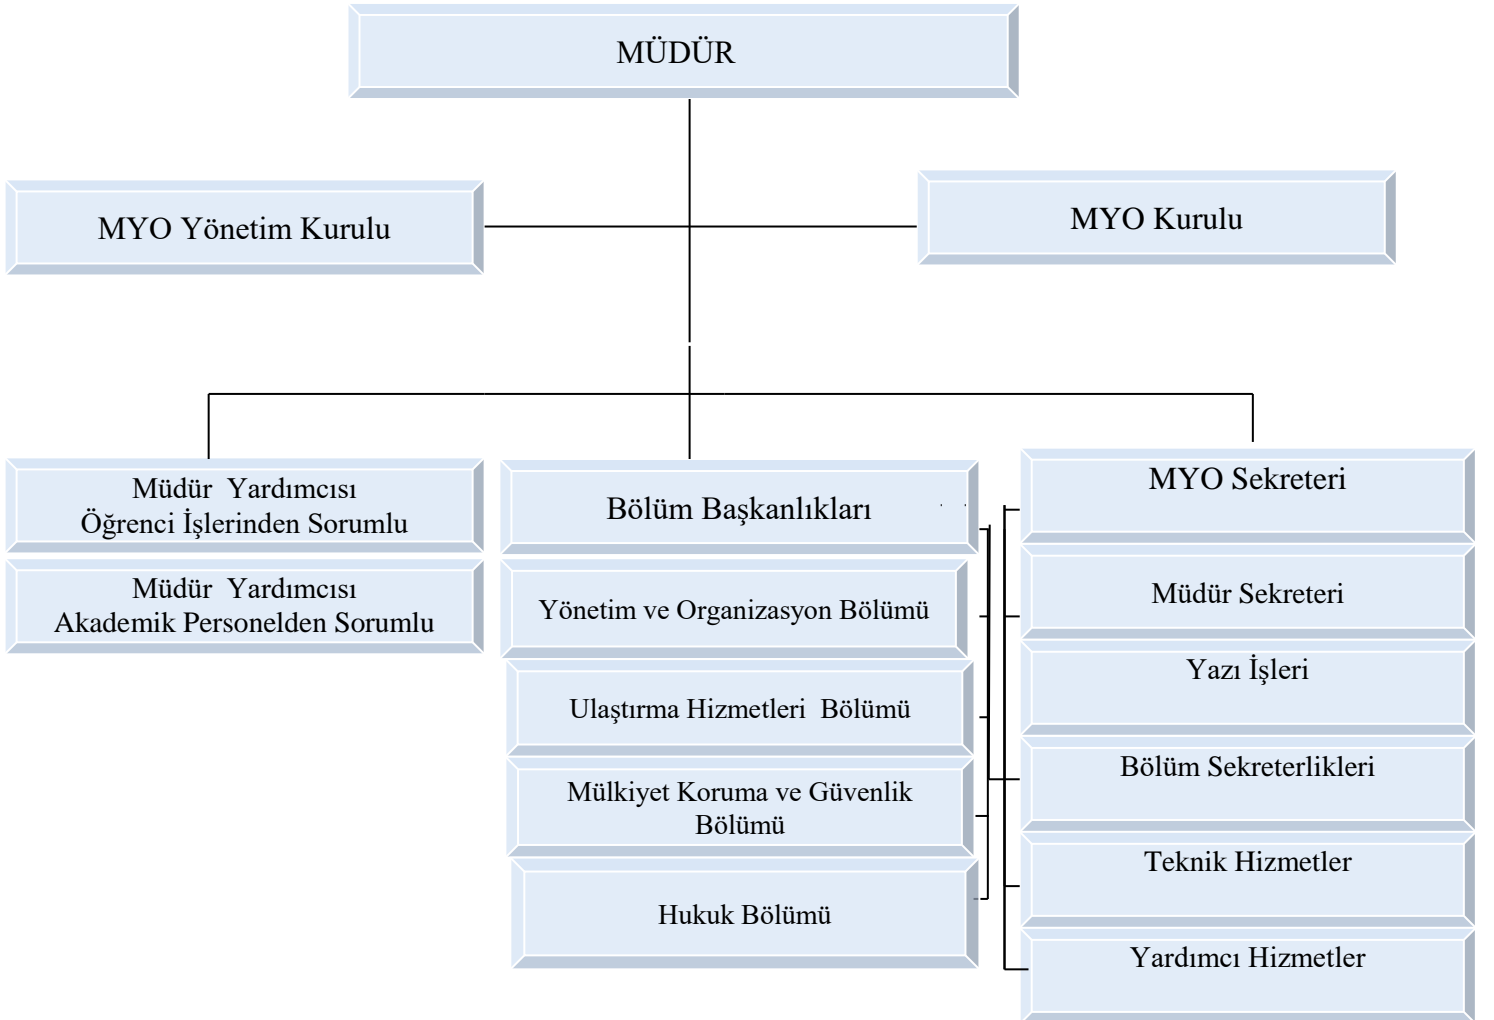 MÜDÜR
MYO Yönetim Kurulu
MYO Kurulu
Müdür Yardımcısı
Öğrenci İşlerinden Sorumlu
Müdür Yardımcısı
Akademik Personelden Sorumlu
Bölüm Başkanlıkları
Yönetim ve Organizasyon Bölümü
Ulaştırma Hizmetleri Bölümü
Mülkiyet Koruma ve Güvenlik
Bölümü
Hukuk Bölümü
MYO Sekreteri
Müdür Sekreteri
Yazı İşleri
Bölüm Sekreterlikleri
Teknik Hizmetler
Yardımcı Hizmetler